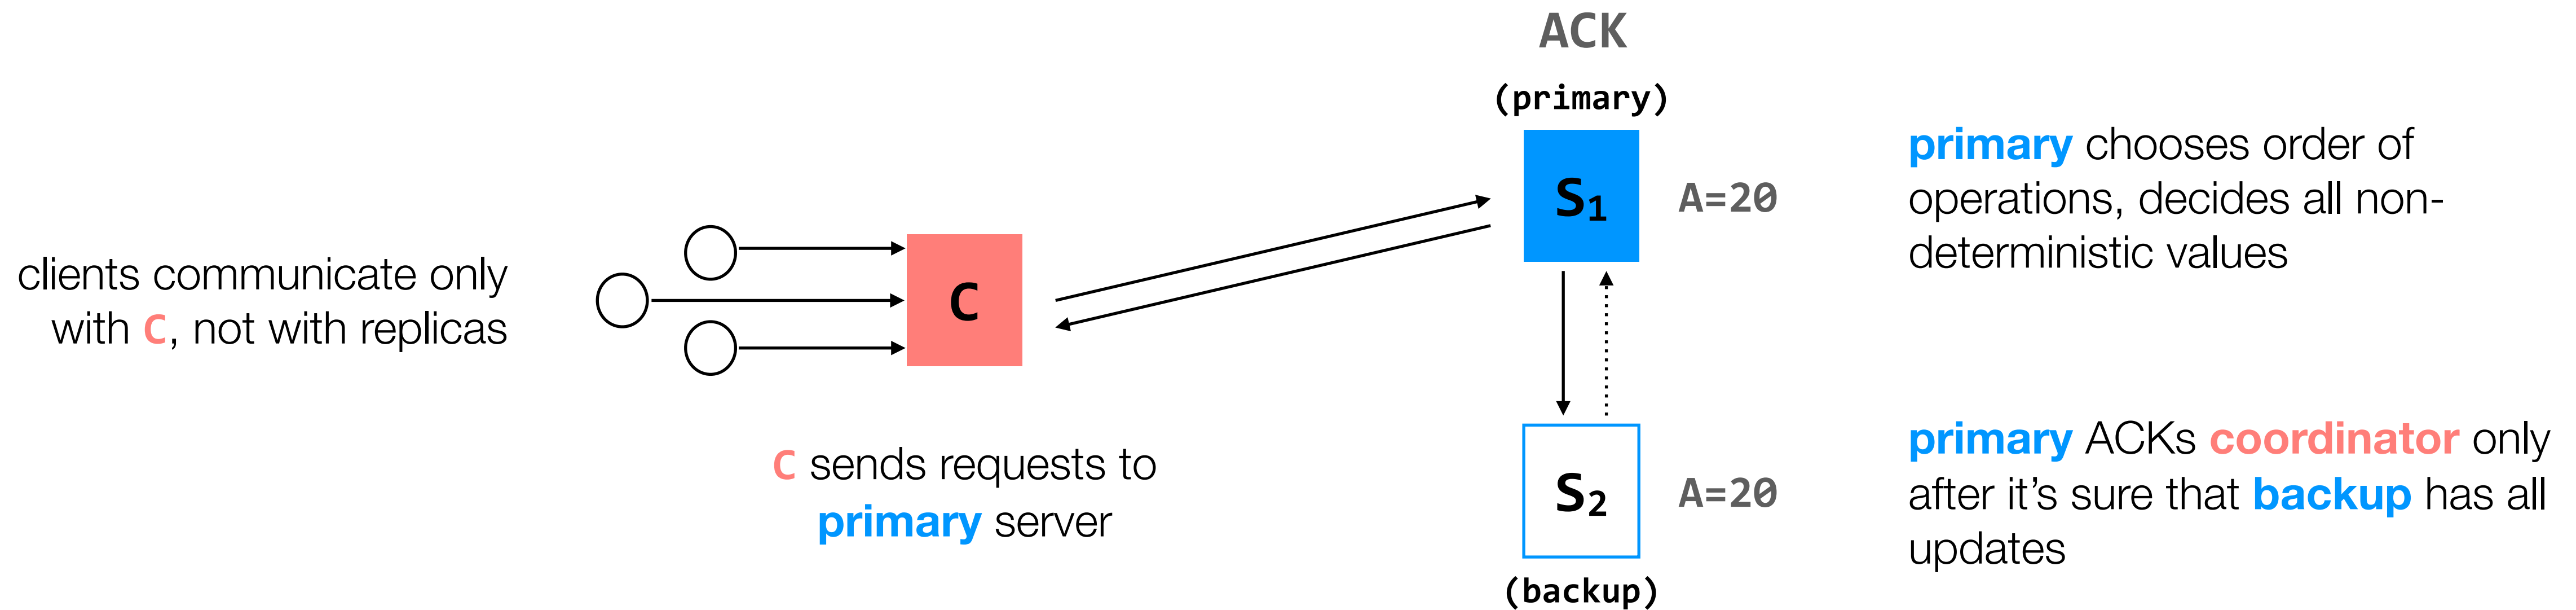 clients communicate only
with C, not with replicas
C
C sends requests to
primary server
ACK
(primary)
S₁
A=20
S₂
A=20
(backup)
primary chooses order of
operations, decides all non-
deterministic values
primary ACKs coordinator only
after it’s sure that backup has all
updates